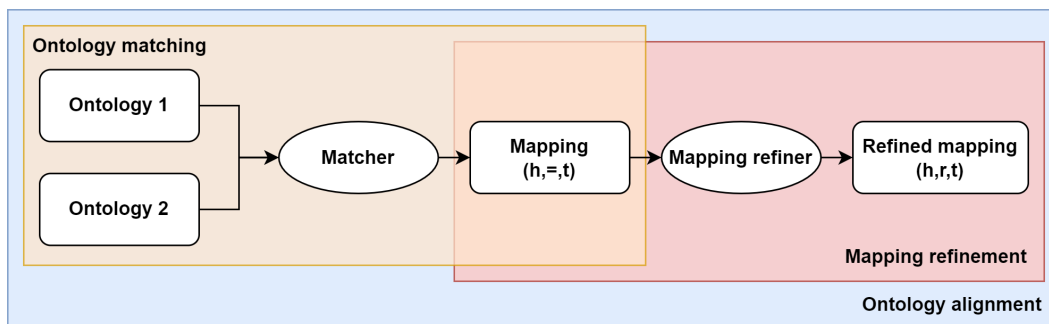 Ontology matching
Ontology 1
Ontology 2
Matcher
Mapping
(h,=,t)
Mapping refiner
Refined mapping
(h,r,t)
Mapping refinement
Ontology alignment